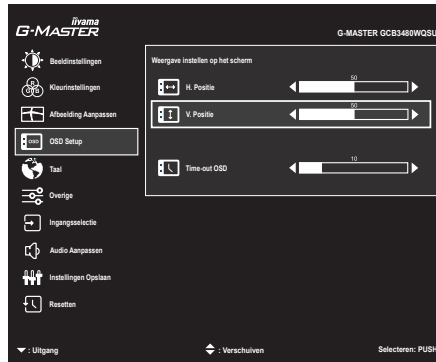 iiyama
G-MASTER
G-MASTER GCB3480WQSU
Beeldinstellingen
Kleurinstellingen
Afbeelding Aanpassen
OSD
OSD Setup
Taal
Overige
Ingangsselectie
Audio Aanpassen
Instellingen Opslaan
Resetten
Weergave instellen op het scherm
H. Positie
50
V. Positie
50
Time-out OSD
10
: Uitgang
: Verschuiven
Selecteren: PUSH